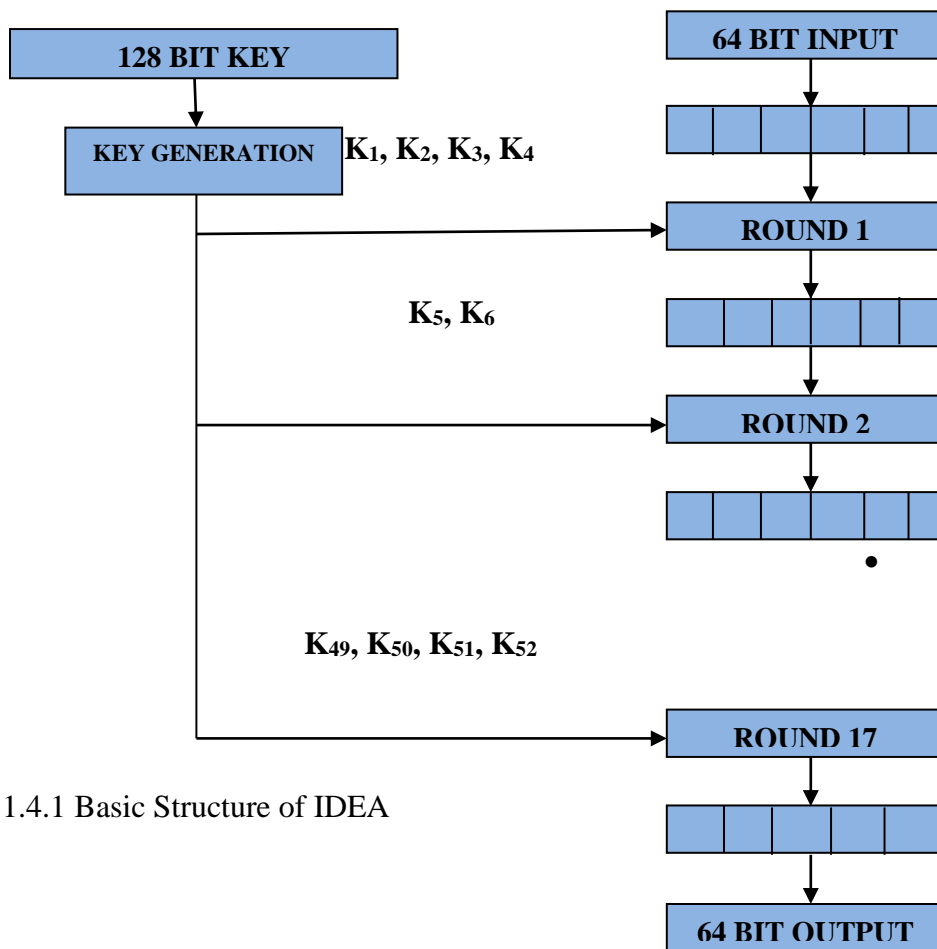 128 BIT KEY
64 BIT INPUT
KEY GENERATION
K1, K2, K3, K4
ROUND 1
K5, K6
ROUND 2
K49, K50, K51, K52
ROUND 17
1.4.1 Basic Structure of IDEA
64 BIT OUTPUT